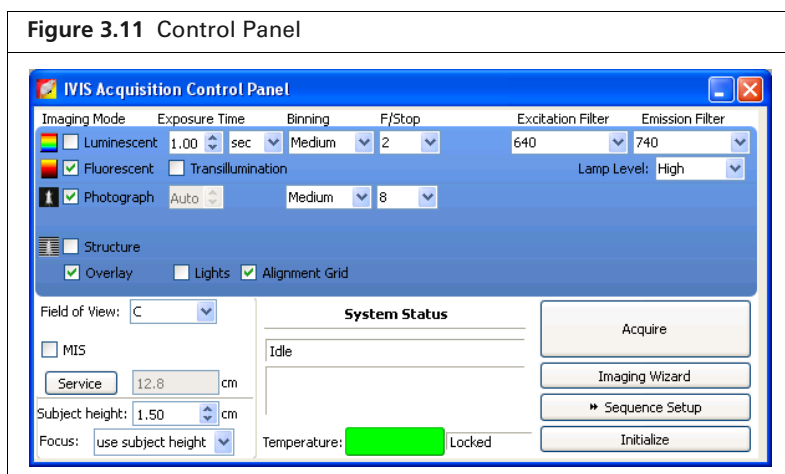 Figure 3.11 Control Panel
IVIS Acquisition Control Panel
Imaging Mode Exposure Time Binning F/Stop Excitation Filter Emission Filter
Luminescent 1.00 sec Medium 2 640 740
Fluorescent Transillumination Lamp Level: High
Photograph Auto Medium 8
Structure
Overlay Lights Alignment Grid
Field of View: C System Status Acquire
MIS Idle
Service 12.8 cm Imaging Wizard
Subject height: 1.50 cm Sequence Setup
Focus: use subject height Temperature: Locked Initialize